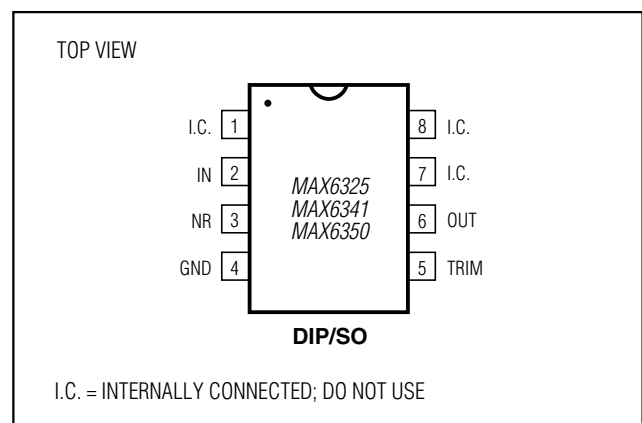 TOP VIEW
I.C. 1
8 I.C.
IN 2
7 I.C.
NR 3
6 OUT
GND 4
5 TRIM
MAX6325
MAX6341
MAX6350
DIP/SO
I.C. = INTERNALLY CONNECTED; DO NOT USE